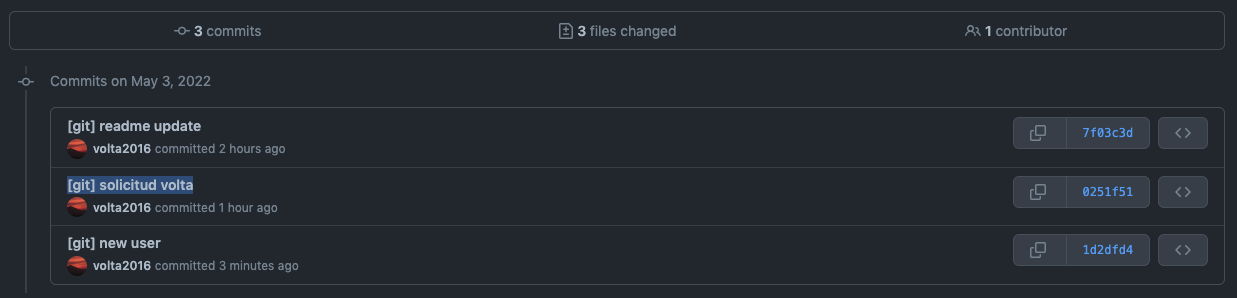 3 commits
3 files changed
1 contributor
Commits on May 3, 2022
[git] readme update
volta2016 committed 2 hours ago
7f03c3d
[git] solicitud volta
volta2016 committed 1 hour ago
0251f51
[git] new user
volta2016 committed 3 minutes ago
1d2dfd4